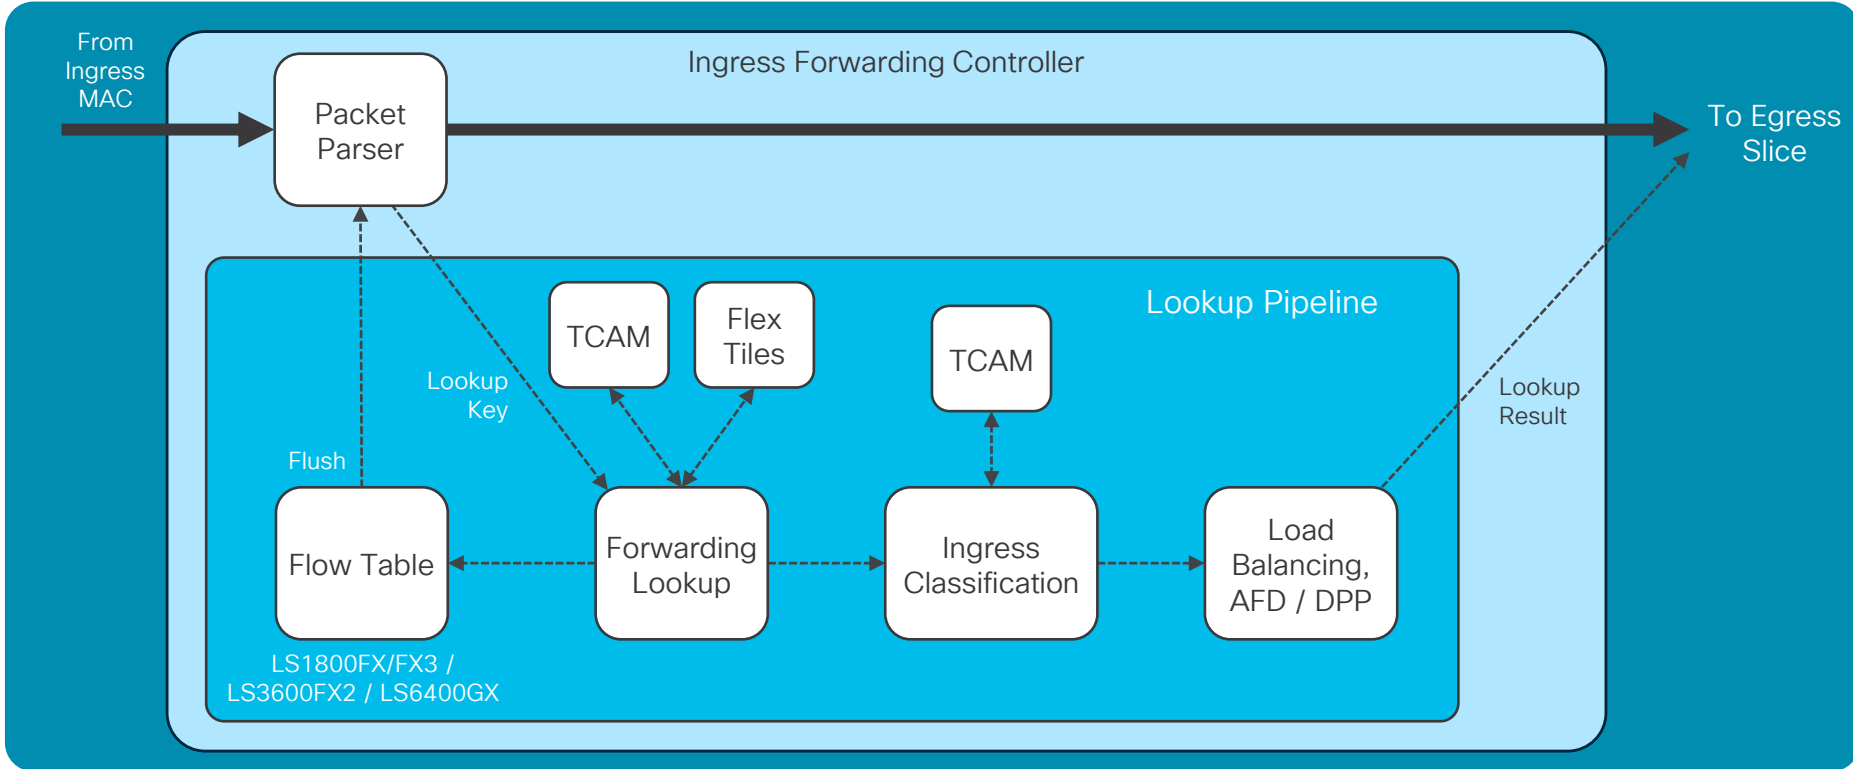 From
Ingress
MAC
Ingress Forwarding Controller
Packet
Parser
To Egress
Slice
Lookup Pipeline
TCAM
Flex
Tiles
TCAM
Lookup
Key
Lookup
Result
Flush
Flow Table
Forwarding
Lookup
Ingress
Classification
Load
Balancing,
AFD / DPP
LS1800FX/FX3 /
LS3600FX2 / LS6400GX